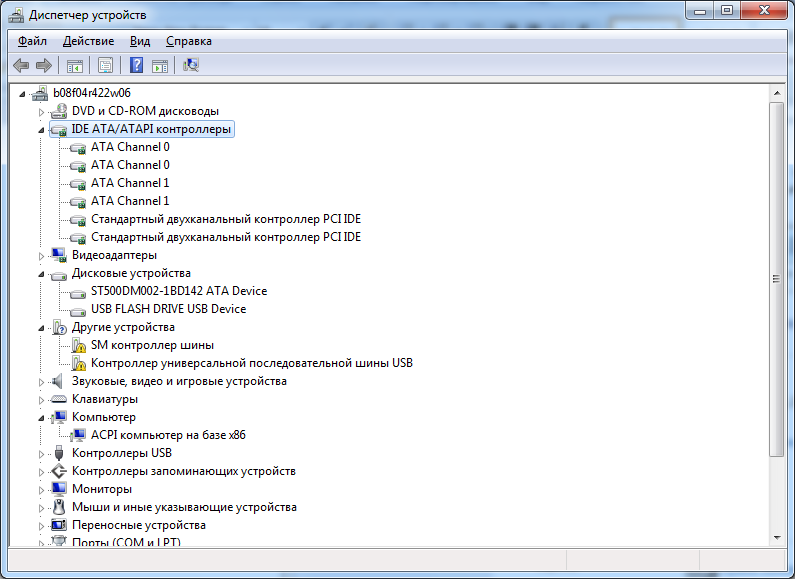 Диспетчер устройств
Файл Действие Вид Справка
b08f04r422w06
DVD и CD-ROM дисководы
IDE ATA/ATAPI контроллеры
ATA Channel 0
ATA Channel 0
ATA Channel 1
ATA Channel 1
Стандартный двухканальный контроллер PCI IDE
Стандартный двухканальный контроллер PCI IDE
Видеоадаптеры
Дисковые устройства
ST500DM002-1BD142 ATA Device
USB FLASH DRIVE USB Device
Другие устройства
SM контроллер шины
Контроллер универсальной последовательной шины USB
Звуковые, видео и игровые устройства
Клавиатуры
Компьютер
ACPI компьютер на базе x86
Контроллеры USB
Контроллеры запоминающих устройств
Мониторы
Мыши и иные указывающие устройства
Переносные устройства
Порты (COM и LPT)